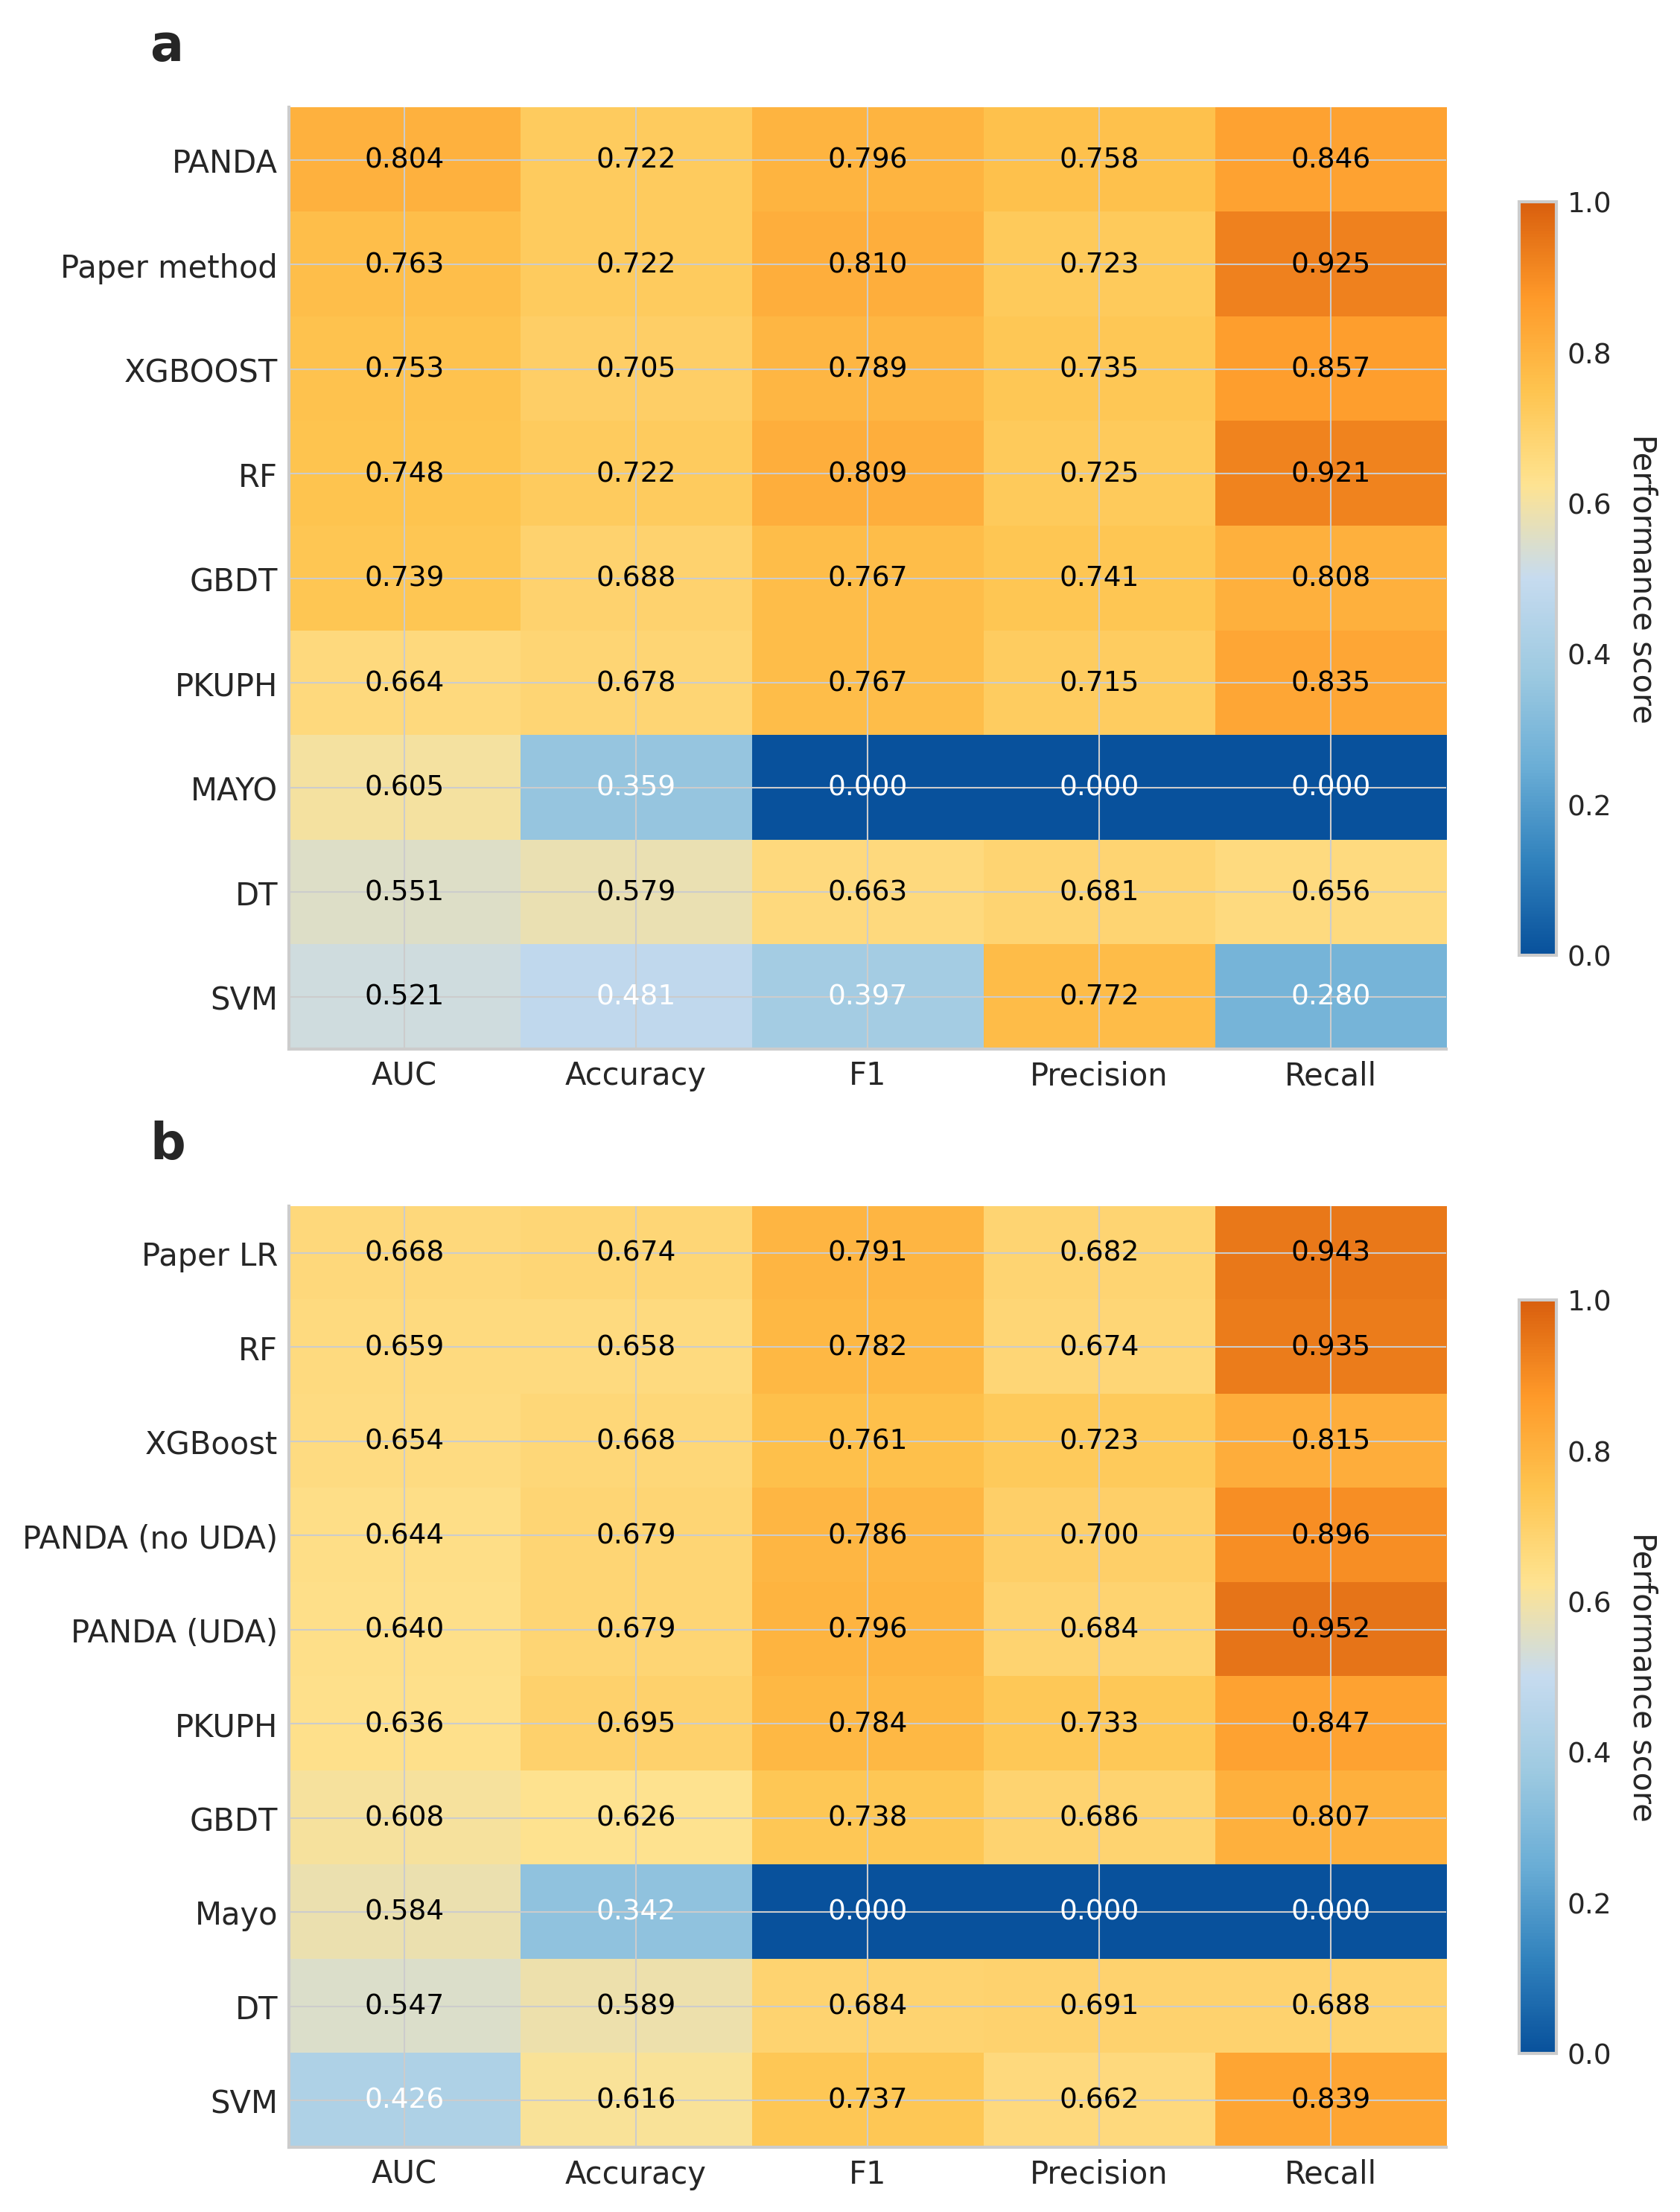 a
PANDA 0.804 0.722 0.796 0.758 0.846
Paper method 0.763 0.722 0.810 0.723 0.925
XGBOOST 0.753 0.705 0.789 0.735 0.857
RF 0.748 0.722 0.809 0.725 0.921
GBDT 0.739 0.688 0.767 0.741 0.808
PKUPH 0.664 0.678 0.767 0.715 0.835
MAYO 0.605 0.359 0.000 0.000 0.000
DT 0.551 0.579 0.663 0.681 0.656
SVM 0.521 0.481 0.397 0.772 0.280
AUC Accuracy F1 Precision Recall
1.0
0.8
0.6
0.4
0.2
0.0
Performance score
b
Paper LR 0.668 0.674 0.791 0.682 0.943
RF 0.659 0.658 0.782 0.674 0.935
XGBoost 0.654 0.668 0.761 0.723 0.815
PANDA (no UDA) 0.644 0.679 0.786 0.700 0.896
PANDA (UDA) 0.640 0.679 0.796 0.684 0.952
PKUPH 0.636 0.695 0.784 0.733 0.847
GBDT 0.608 0.626 0.738 0.686 0.807
Mayo 0.584 0.342 0.000 0.000 0.000
DT 0.547 0.589 0.684 0.691 0.688
SVM 0.426 0.616 0.737 0.662 0.839
AUC Accuracy F1 Precision Recall
1.0
0.8
0.6
0.4
0.2
0.0
Performance score